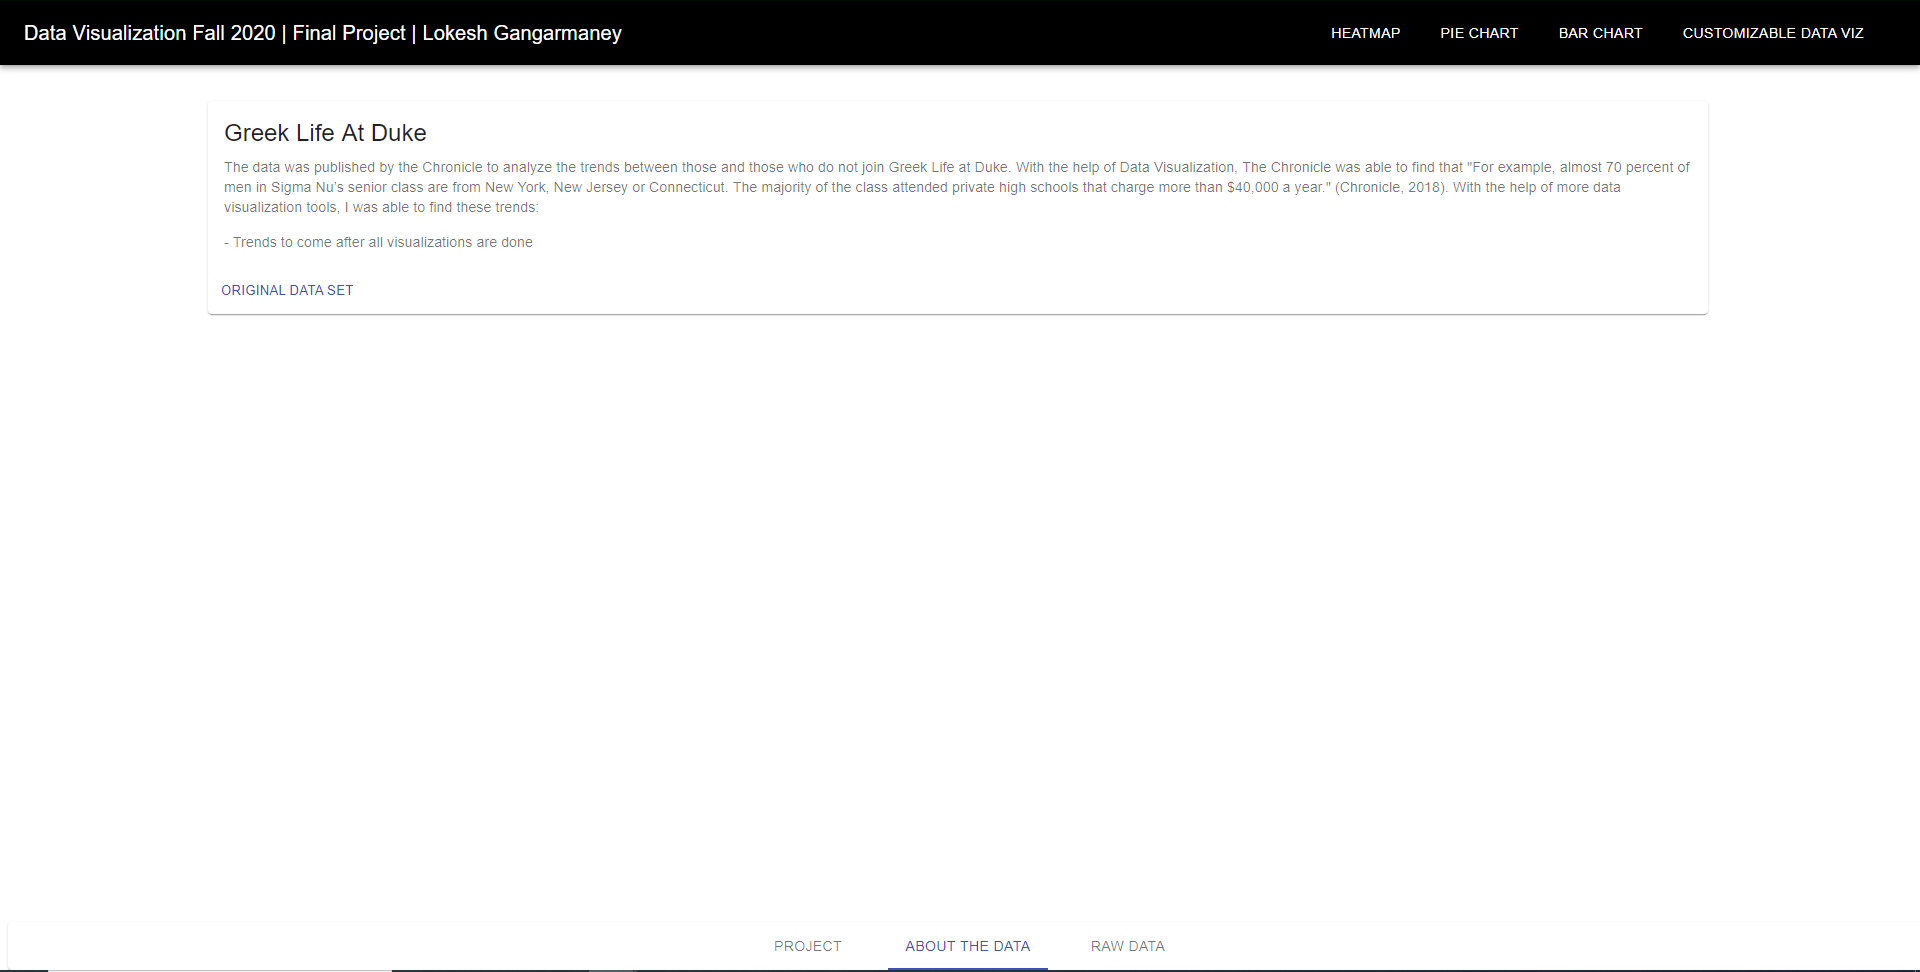 Data Visualization Fall 2020 | Final Project | Lokesh Gangarmaney
HEATMAP
PIE CHART
BAR CHART
CUSTOMIZABLE DATA VIZ
Greek Life At Duke
The data was published by the Chronicle to analyze the trends between those and those who do not join Greek Life at Duke. With the help of Data Visualization, The Chronicle was able to find that "For example, almost 70 percent of
men in Sigma Nu's senior class are from New York, New Jersey or Connecticut. The majority of the class attended private high schools that charge more than $40,000 a year." (Chronicle, 2018). With the help of more data
visualization tools, I was able to find these trends:
- Trends to come after all visualizations are done
ORIGINAL DATA SET
PROJECT
ABOUT THE DATA
RAW DATA